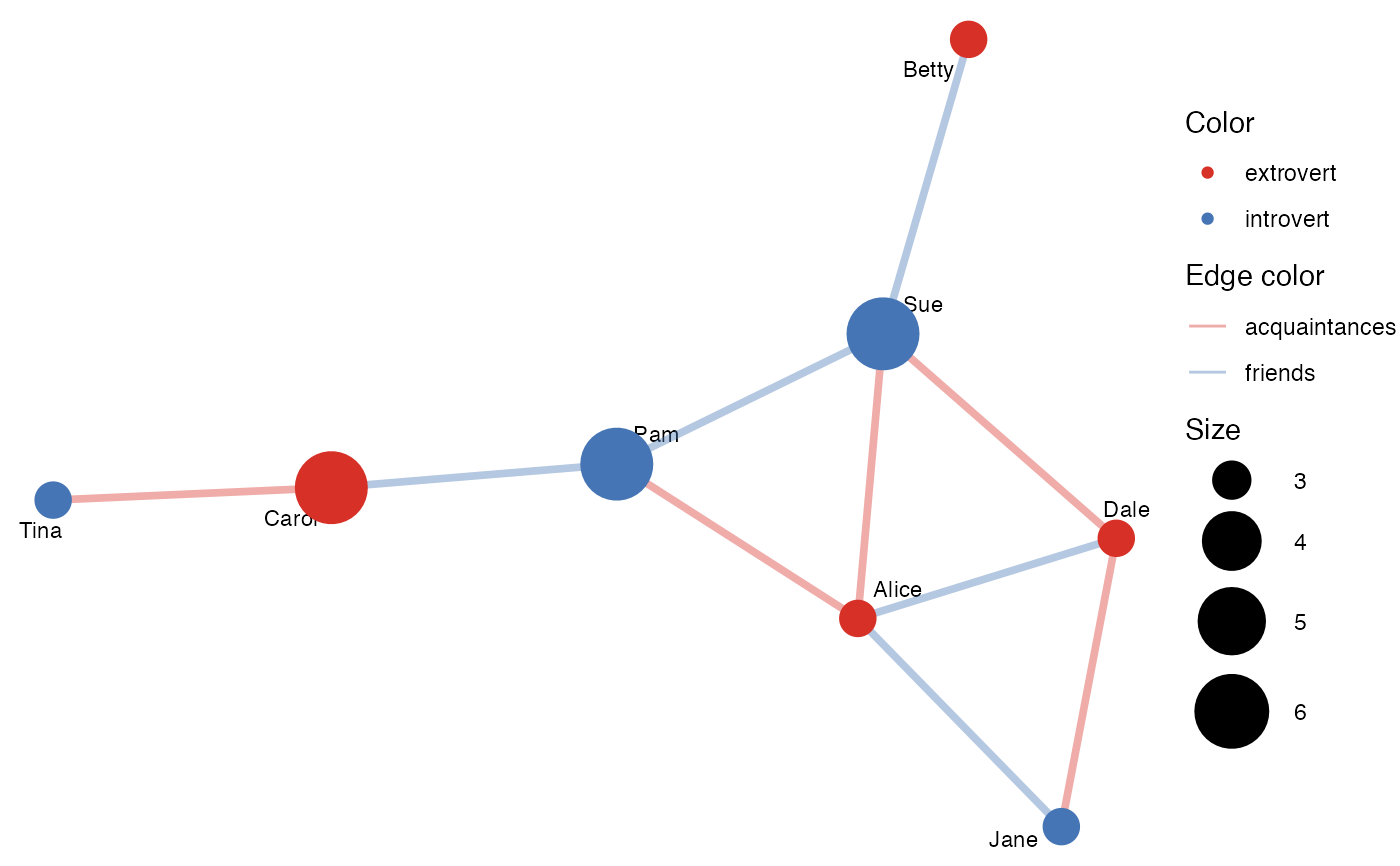 Betty
Color
extrovert
introvert
Edge color
Sue
acquaintances
friends
Size
Pam
3
Tina
Carol
4
Dale
Alice
5
6
Jane